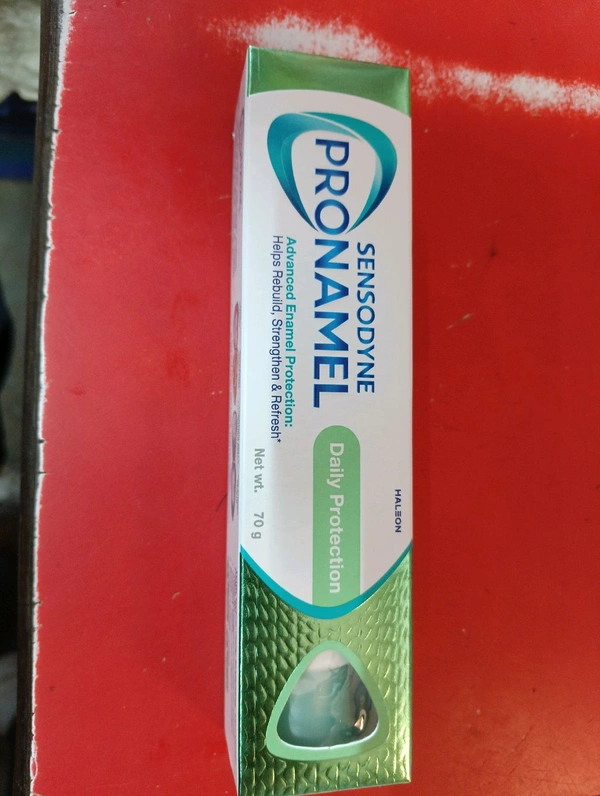 SENSODYNE
PRONAMEL
Advanced Enamel Protection:
Helps Rebuild, Strengthen & Refresh*
HALEON
Daily Protection
Net wt. 70 g